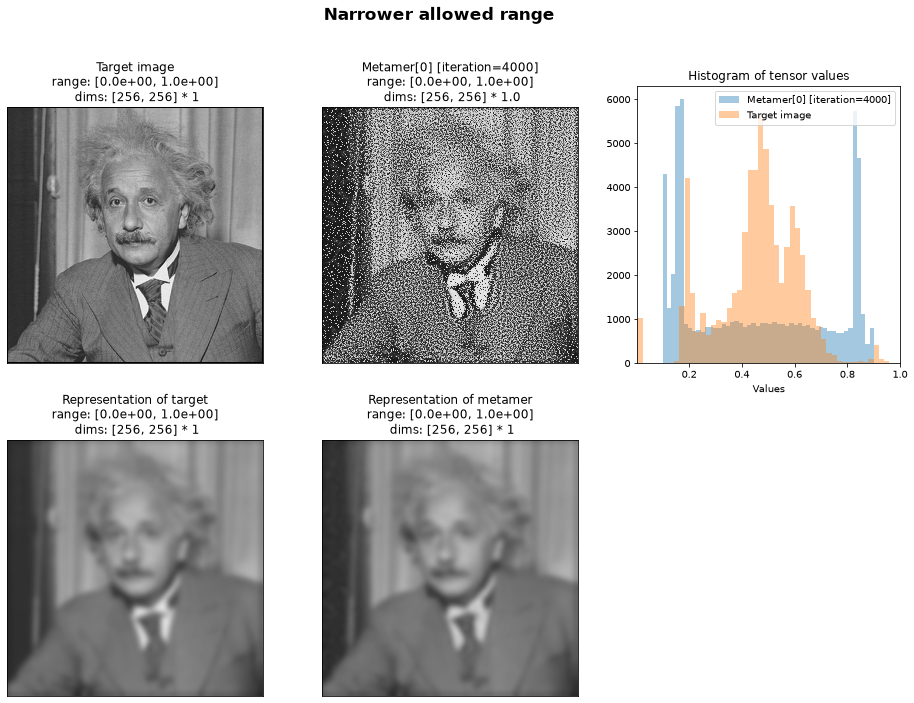 Narrower allowed range
Target image
range: [0.0e+00, 1.0e+00]
dims: [256, 256] * 1
Metamer[0] [iteration=4000]
range: [0.0e+00, 1.0e+00]
dims: [256, 256] * 1.0
Histogram of tensor values
Metamer[0] [iteration=4000]
Target image
6000
5000
4000
3000
2000
1000
0
0.2 0.4 0.6 0.8 1.0
Values
Representation of target
range: [0.0e+00, 1.0e+00]
dims: [256, 256] * 1
Representation of metamer
range: [0.0e+00, 1.0e+00]
dims: [256, 256] * 1